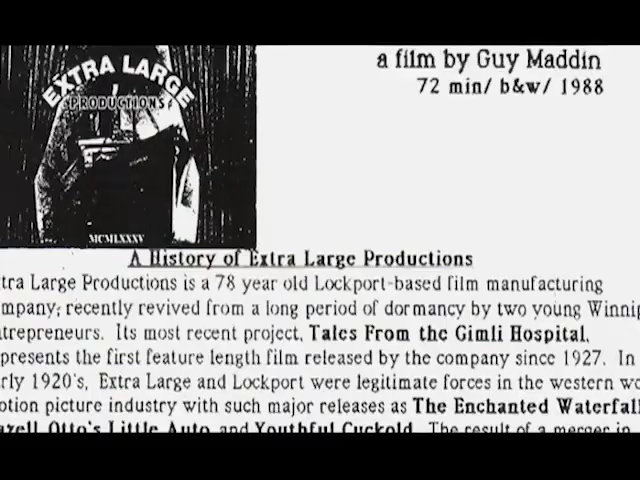 EXTRA LARGE
PRODUCTIONS
MCMLXXXV
a film by Guy Maddin
72 min/ b&w/ 1988
A History of Extra Large Productions
tra Large Productions is a 78 year old Lockport-based film manufacturing
mpany; recently revived from a long period of dormancy by two young Winnip
trepreneurs. Its most recent project, Tales From the Gimli Hospital,
presents the first feature length film released by the company since 1927. In
rly 1920's, Extra Large and Lockport were legitimate forces in the western wo
otion picture industry with such major releases as The Enchanted Waterfall
azell Otto's Little Auto and Youthful Cuckold. The result of a merger in